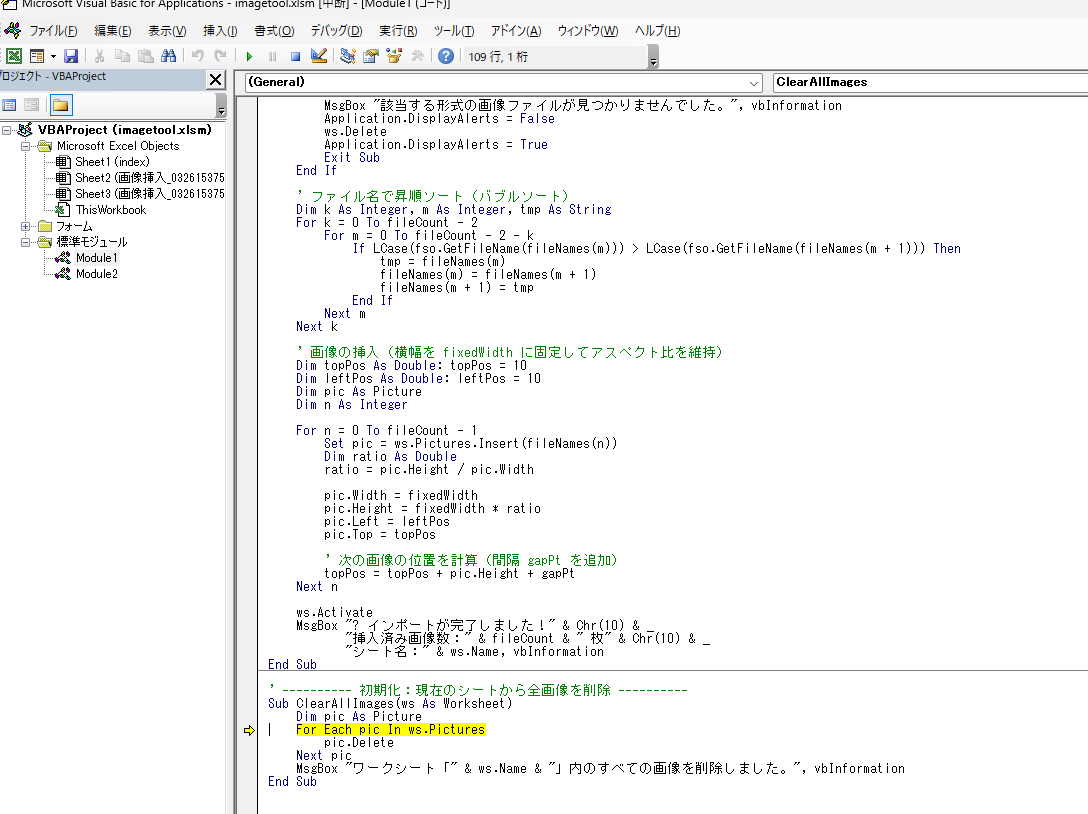 Microsoft Visual Basic for Applications - imagetool.xlsm [中断] - [Module1 (コード)]
ファイル(F) 編集(E) 表示(V) 挿入(I) 書式(O) デバッグ(D) 実行(R) ツール(T) アドイン(A) ウィンドウ(W) ヘルプ(H)
109 行, 1 桁
プロジェクト - VBAProject
(General)
ClearAllImages
VBAProject (imagetool.xlsm)
Microsoft Excel Objects
Sheet1 (index)
Sheet2 (画像挿入_032615375
Sheet3 (画像挿入_032615375
ThisWorkbook
フォーム
標準モジュール
Module1
Module2
MsgBox "該当する形式の画像ファイルが見つかりませんでした。", vbInformation
Application.DisplayAlerts = False
ws.Delete
Application.DisplayAlerts = True
Exit Sub
End If
' ファイル名で昇順ソート（バブルソート）
Dim k As Integer, m As Integer, tmp As String
For k = 0 To fileCount - 2
For m = 0 To fileCount - 2 - k
If LCase(fso.GetFileName(fileNames(m))) > LCase(fso.GetFileName(fileNames(m + 1))) Then
tmp = fileNames(m)
fileNames(m) = fileNames(m + 1)
fileNames(m + 1) = tmp
End If
Next m
Next k
' 画像の挿入（横幅を fixedWidth に固定してアスペクト比を維持）
Dim topPos As Double: topPos = 10
Dim leftPos As Double: leftPos = 10
Dim pic As Picture
Dim n As Integer
For n = 0 To fileCount - 1
Set pic = ws.Pictures.Insert(fileNames(n))
Dim ratio As Double
ratio = pic.Height / pic.Width
pic.Width = fixedWidth
pic.Height = fixedWidth * ratio
pic.Left = leftPos
pic.Top = topPos
' 次の画像の位置を計算（間隔 gapPt を追加）
topPos = topPos + pic.Height + gapPt
Next n
ws.Activate
MsgBox "? インポートが完了しました！" & Chr(10) & _
"挿入済み画像数：" & fileCount & " 枚" & Chr(10) & _
"シート名：" & ws.Name, vbInformation
End Sub
' ---------- 初期化：現在のシートから全画像を削除 ----------
Sub ClearAllImages(ws As Worksheet)
Dim pic As Picture
For Each pic In ws.Pictures
pic.Delete
Next pic
MsgBox "ワークシート「" & ws.Name & "」内のすべての画像を削除しました。", vbInformation
End Sub